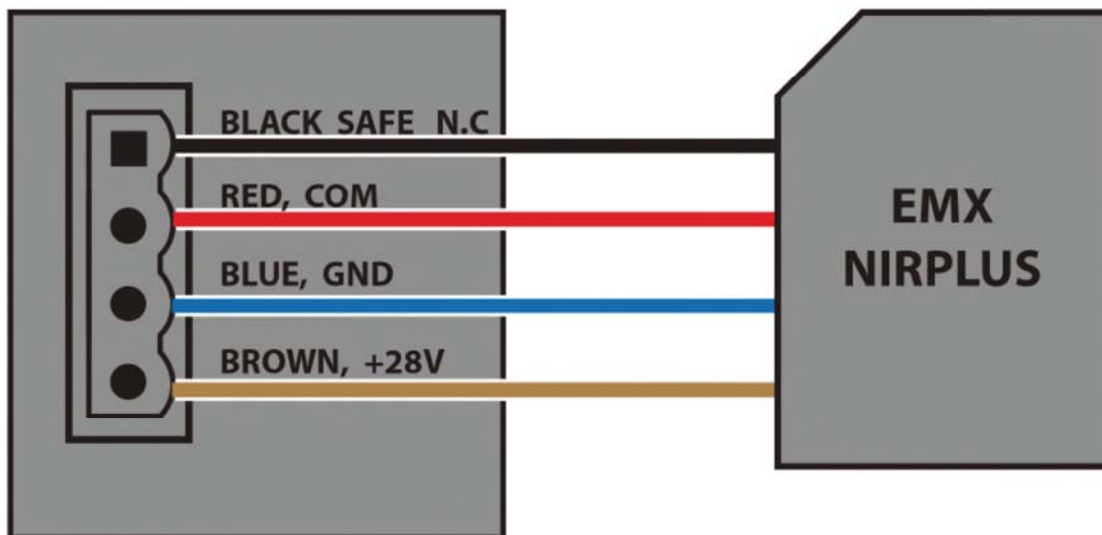 BLACK SAFE N.C
RED, COM
BLUE, GND
BROWN, +28V
EMX
NIRPLUS